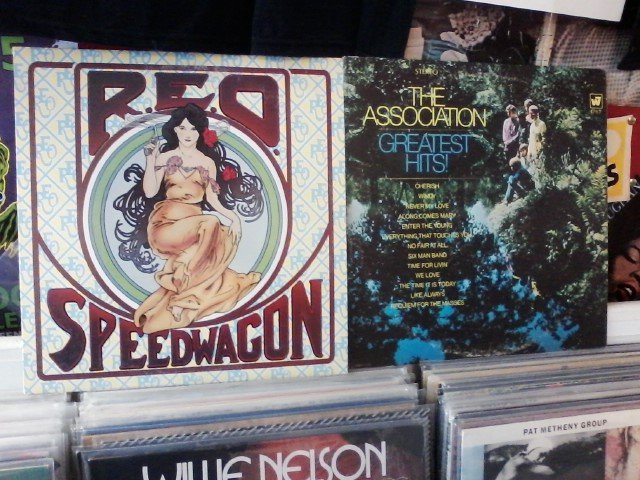 R.E.O.
SPEEDWAGON
STEREO
THE
ASSOCIATION
GREATEST
HITS!
CHERISH
WINDY
NEVER MY LOVE
ALONG COMES MARY
ENTER THE YOUNG
EVERYTHING THAT TOUCHES YOU
NO FAIR AT ALL
SIX MAN BAND
TIME FOR LIVIN'
WE LOVE
THE TIME IT IS TODAY
LIKE ALWAYS
REQUIEM FOR THE MASSES
WILLIE NELSON
PAT METHENY GROUP